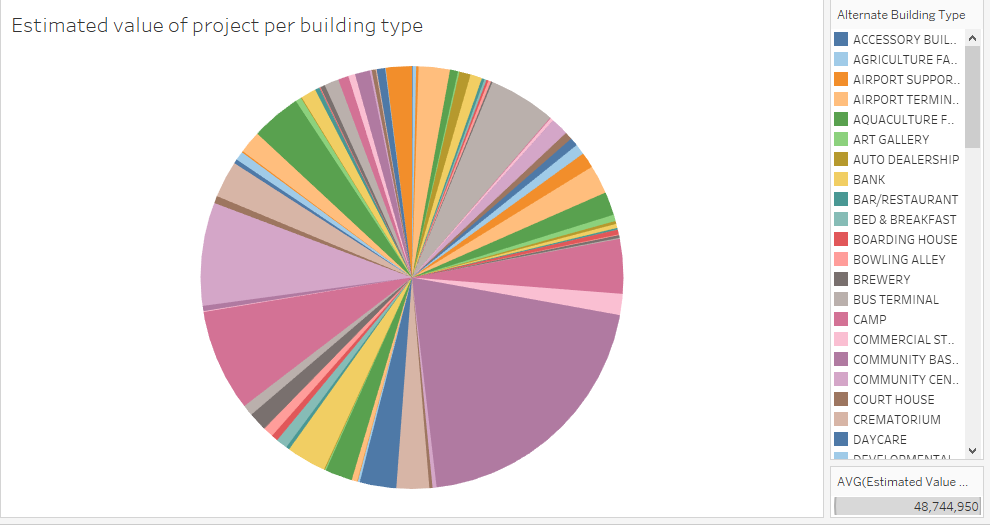 Estimated value of project per building type
Alternate Building Type
ACCESSORY BUIL..
AGRICULTURE FA..
AIRPORT SUPPOR..
AIRPORT TERMIN..
AQUACULTURE F..
ART GALLERY
AUTO DEALERSHIP
BANK
BAR/RESTAURANT
BED & BREAKFAST
BOARDING HOUSE
BOWLING ALLEY
BREWERY
BUS TERMINAL
CAMP
COMMERCIAL ST..
COMMUNITY BAS..
COMMUNITY CEN..
COURT HOUSE
CREMATORIUM
DAYCARE
DEVELOPMENTAL
AVG(Estimated Value ...
48,744,950